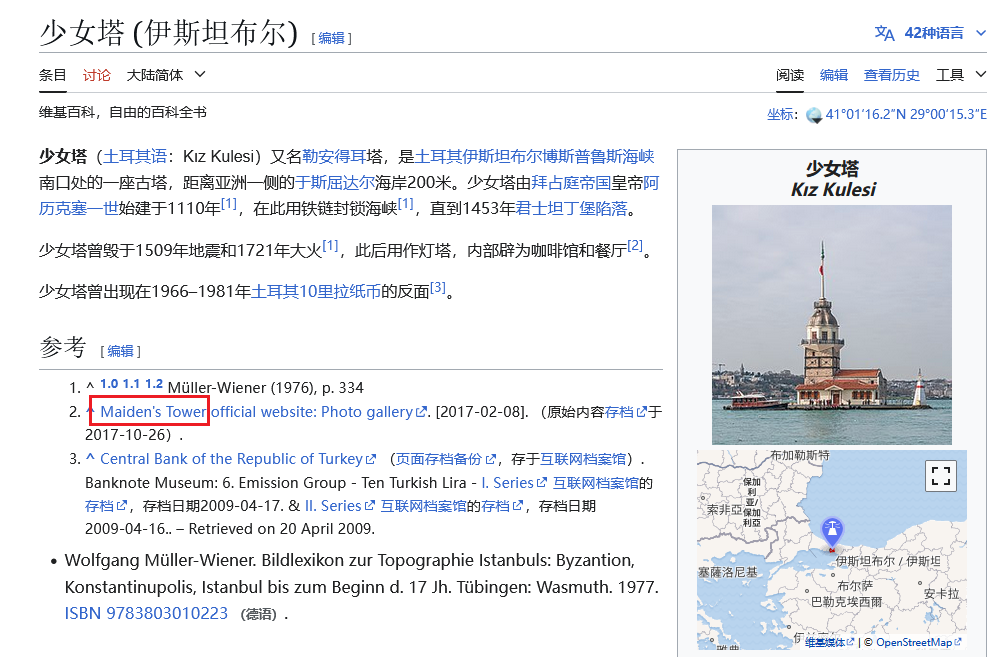 少女塔 (伊斯坦布尔) [编辑]
42种语言
条目 讨论 大陆简体
阅读 编辑 查看历史 工具
维基百科，自由的百科全书
坐标：41°01′16.2″N 29°00′15.3″E
少女塔（土耳其语：Kız Kulesi）又名勒安得耳塔，是土耳其伊斯坦布尔博斯普鲁斯海峡
南口处的一座古塔，距离亚洲一侧的于斯屈达尔海岸200米。少女塔由拜占庭帝国皇帝阿
历克塞一世始建于1110年[1]，在此用铁链封锁海峡[1]，直到1453年君士坦丁堡陷落。
少女塔曾毁于1509年地震和1721年大火[1]，此后用作灯塔，内部辟为咖啡馆和餐厅[2]。
少女塔曾出现在1966–1981年土耳其10里拉纸币的反面[3]。
参考 [编辑]
1. ^ 1.0 1.1 1.2 Müller-Wiener (1976), p. 334
2. ^ Maiden's Tower official website: Photo gallery. [2017-02-08]. （原始内容存档于
2017-10-26）.
3. ^ Central Bank of the Republic of Turkey （页面存档备份，存于互联网档案馆）.
Banknote Museum: 6. Emission Group - Ten Turkish Lira - I. Series 互联网档案馆的
存档，存档日期2009-04-17. & II. Series 互联网档案馆的存档，存档日期
2009-04-16.. – Retrieved on 20 April 2009.
• Wolfgang Müller-Wiener. Bildlexikon zur Topographie Istanbuls: Byzantion,
Konstantinupolis, Istanbul bis zum Beginn d. 17 Jh. Tübingen: Wasmuth. 1977.
ISBN 9783803010223 （德语）.
少女塔
Kız Kulesi
布加勒斯特
保加
利
亚/
保加
利亞
索非亞
伊斯坦布尔 / 伊斯坦
塞薩洛尼基
布尔萨
安卡拉
巴勒克埃西爾
维基媒体 | © OpenStreetMap